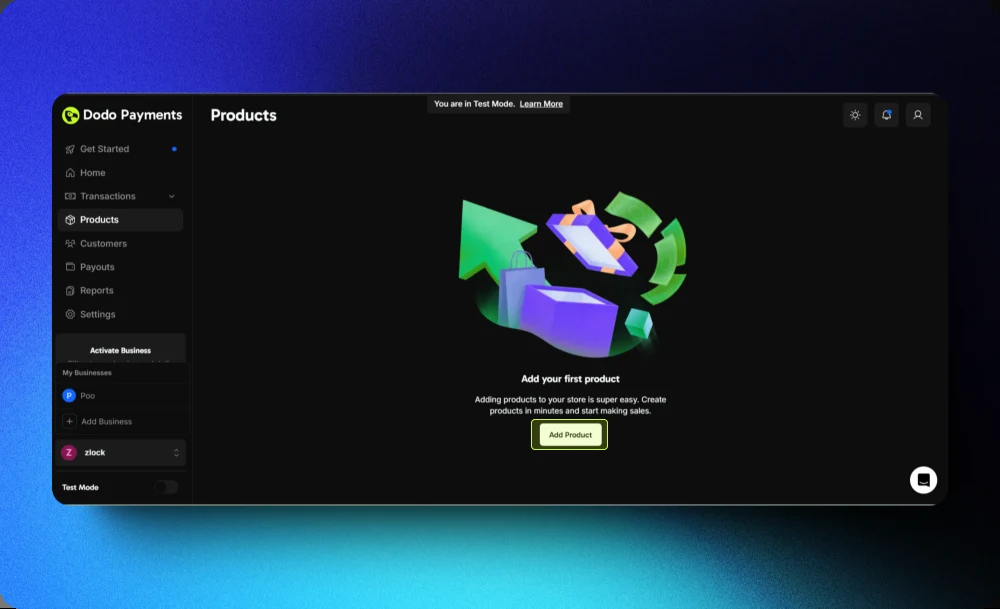 You are in Test Mode. Learn More
Dodo Payments
Products
Get Started
Home
Transactions
Products
Customers
Payouts
Reports
Settings
Activate Business
My Businesses
P Poo
+ Add Business
Z zlock
Test Mode
Add your first product
Adding products to your store is super easy. Create
products in minutes and start making sales.
Add Product